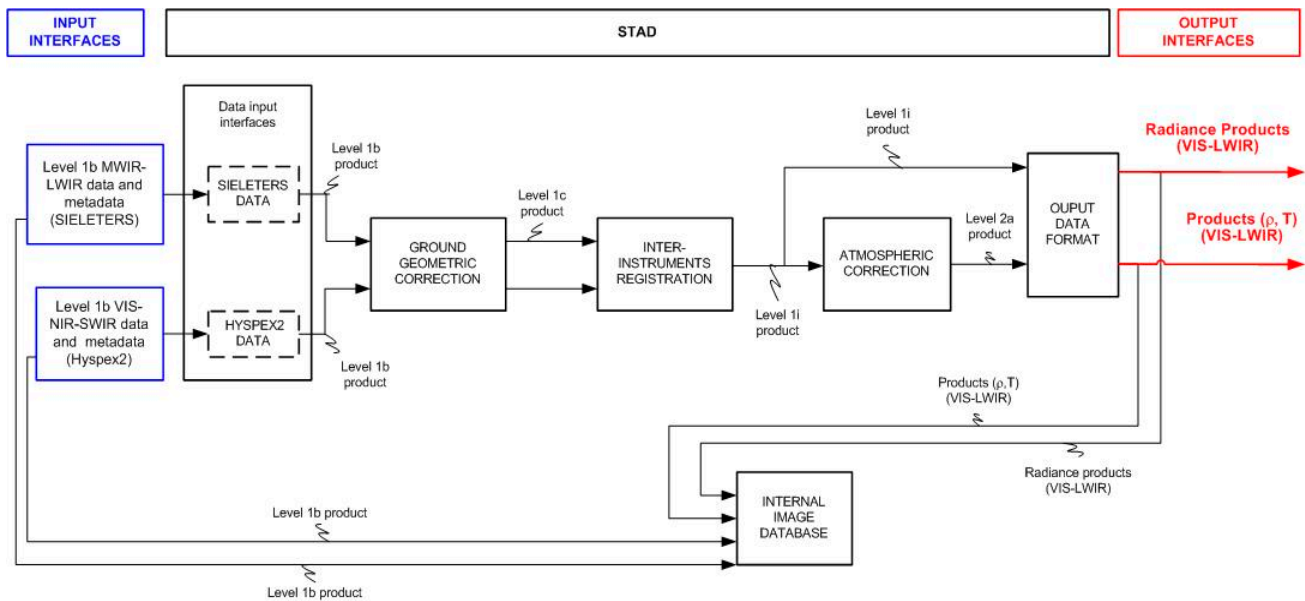 INPUT
INTERFACES
STAD
OUTPUT
INTERFACES
Data input
interfaces
Level 1b MWIR-
LWIR data and
metadata
(SIELETERS)
SIELETERS
DATA
Level 1b
product
Level 1b VIS-
NIR-SWIR data
and metadata
(Hyspex2)
HYSPEX2
DATA
Level 1b
product
GROUND
GEOMETRIC
CORRECTION
Level 1c
product
INTER-
INSTRUMENTS
REGISTRATION
Level 1i
product
Level 1i
product
ATMOSPHERIC
CORRECTION
Level 2a
product
OUPUT
DATA
FORMAT
Radiance Products
(VIS-LWIR)
Products (ρ, T)
(VIS-LWIR)
Products (ρ,T)
(VIS-LWIR)
Radiance products
(VIS-LWIR)
INTERNAL
IMAGE
DATABASE
Level 1b product
Level 1b product